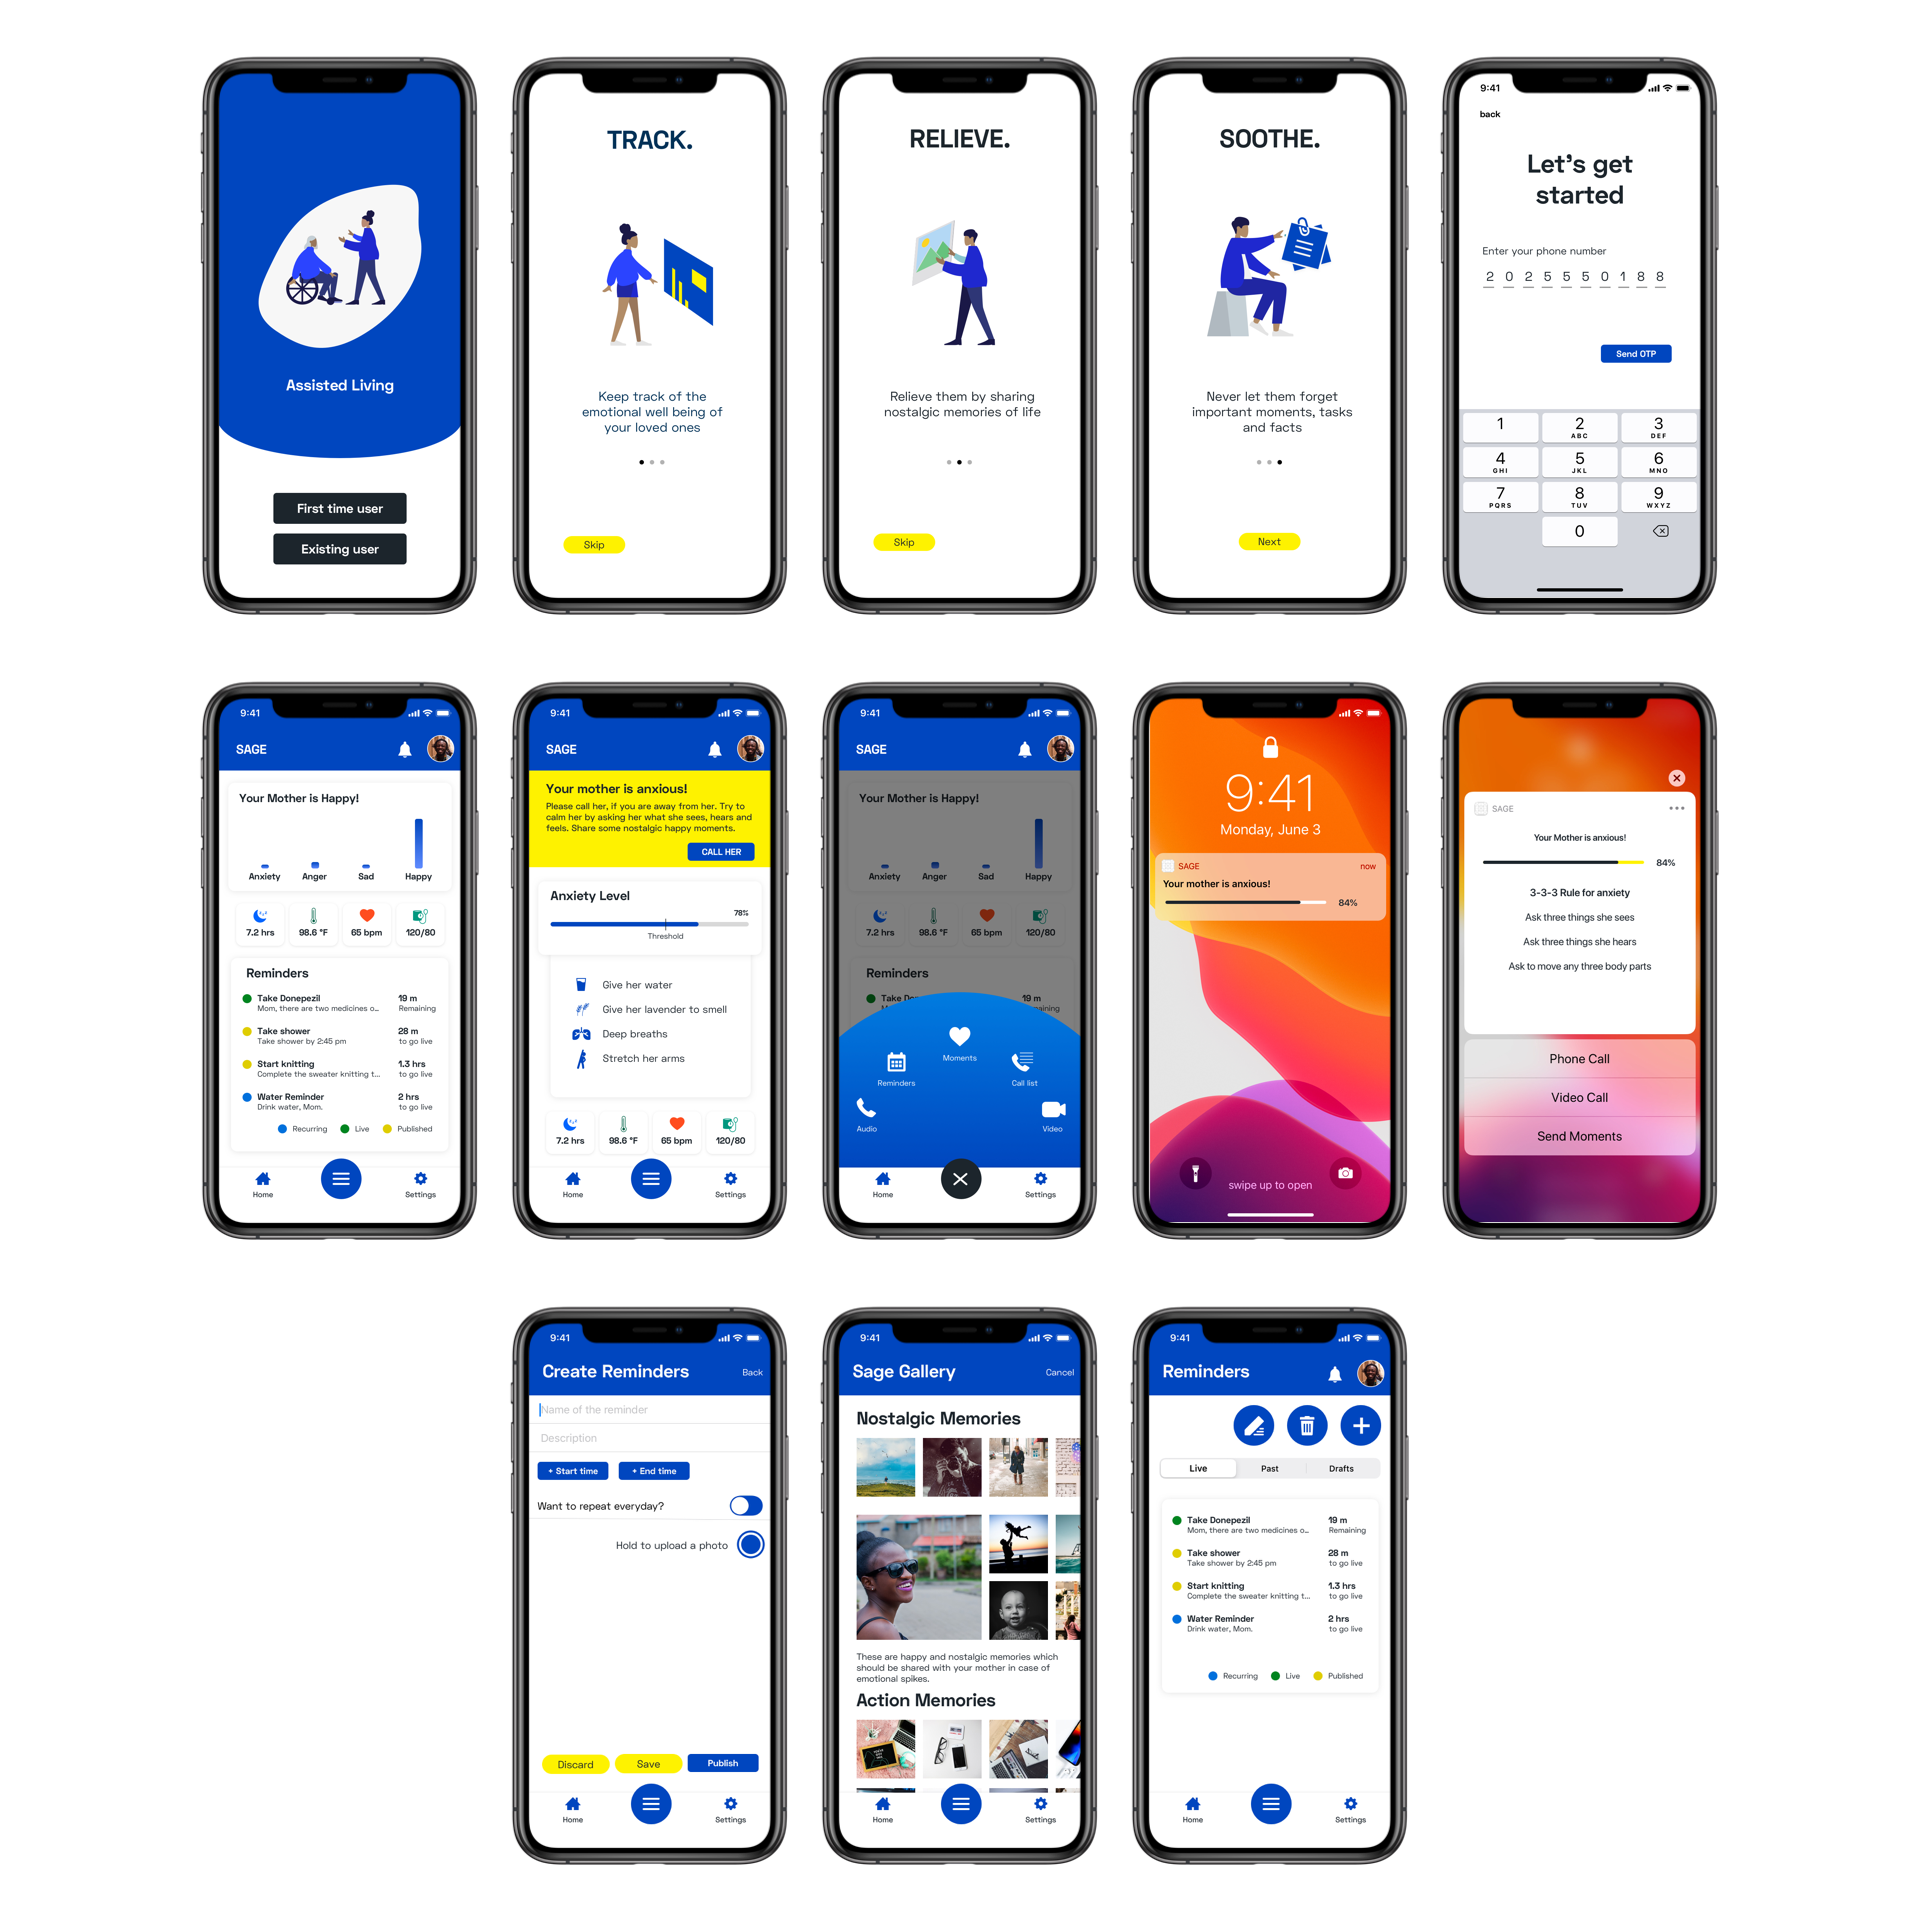 Assisted Living
First time user
Existing user
TRACK.
Keep track of the
emotional well being of
your loved ones
Skip
RELIEVE.
Relieve them by sharing
nostalgic memories of life
Skip
SOOTHE.
Never let them forget
important moments, tasks
and facts
Next
9:41
back
Let's get
started
Enter your phone number
2 0 2 5 5 5 0 1 8 8
Send OTP
1 2 3
ABC DEF
4 5 6
GHI JKL MNO
7 8 9
PQRS TUV WXYZ
0
9:41
SAGE
Your Mother is Happy!
Anxiety Anger Sad Happy
7.2 hrs 98.6 °F 65 bpm 120/80
Reminders
Take Donepezil 19 m
Mom, there are two medicines o... Remaining
Take shower 28 m
Take shower by 2:45 pm to go live
Start knitting 1.3 hrs
Complete the sweater knitting t... to go live
Water Reminder 2 hrs
Drink water, Mom. to go live
Recurring Live Published
Home Settings
9:41
SAGE
Your mother is anxious!
Please call her, if you are away from her. Try to
calm her by asking her what she sees, hears and
feels. Share some nostalgic happy moments.
CALL HER
Anxiety Level
78%
Threshold
Give her water
Give her lavender to smell
Deep breaths
Stretch her arms
7.2 hrs 98.6 °F 65 bpm 120/80
Home Settings
9:41
SAGE
Your Mother is Happy!
Anxiety Anger Sad Happy
7.2 hrs 98.6 °F 65 bpm 120/80
Reminders
19 m
Moments
Reminders Call list
Audio Video
Home Settings
9:41
Monday, June 3
SAGE now
Your mother is anxious!
84%
swipe up to open
SAGE
Your Mother is anxious!
84%
3-3-3 Rule for anxiety
Ask three things she sees
Ask three things she hears
Ask to move any three body parts
Phone Call
Video Call
Send Moments
9:41
Create Reminders Back
Name of the reminder
Description
+ Start time + End time
Want to repeat everyday?
Hold to upload a photo
Discard Save Publish
Home Settings
9:41
Sage Gallery Cancel
Nostalgic Memories
These are happy and nostalgic memories which
should be shared with your mother in case of
emotional spikes.
Action Memories
Home Settings
9:41
Reminders
Live Past Drafts
Take Donepezil 19 m
Mom, there are two medicines o... Remaining
Take shower 28 m
Take shower by 2:45 pm to go live
Start knitting 1.3 hrs
Complete the sweater knitting t... to go live
Water Reminder 2 hrs
Drink water, Mom. to go live
Recurring Live Published
Home Settings